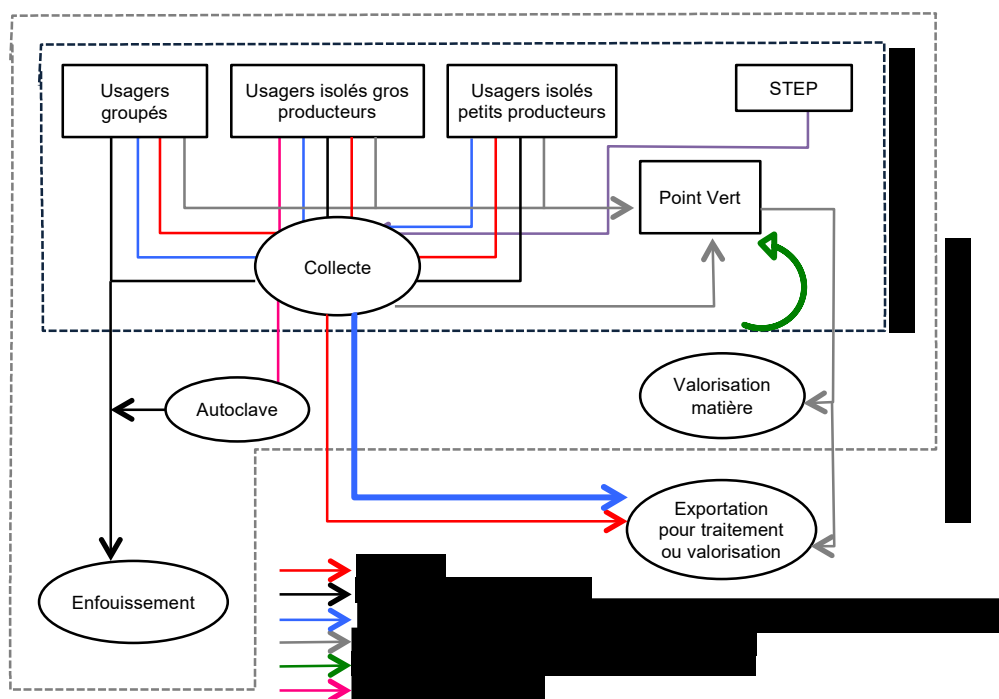 Usagers
groupés
Usagers isolés gros
producteurs
Usagers isolés
petits producteurs
STEP
Point Vert
Collecte
Autoclave
Valorisation
matière
Exportation
pour traitement
ou valorisation
Enfouissement